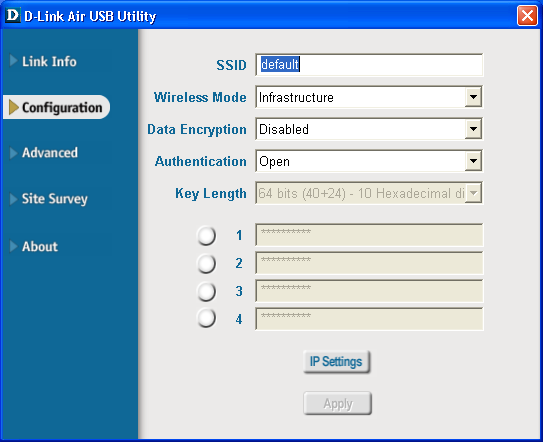 D D-Link Air USB Utility
Link Info
Configuration
Advanced
Site Survey
About
SSID default
Wireless Mode Infrastructure
Data Encryption Disabled
Authentication Open
Key Length 64 bits (40+24) - 10 Hexadecimal di
1 **********
2 **********
3 **********
4 **********
IP Settings
Apply